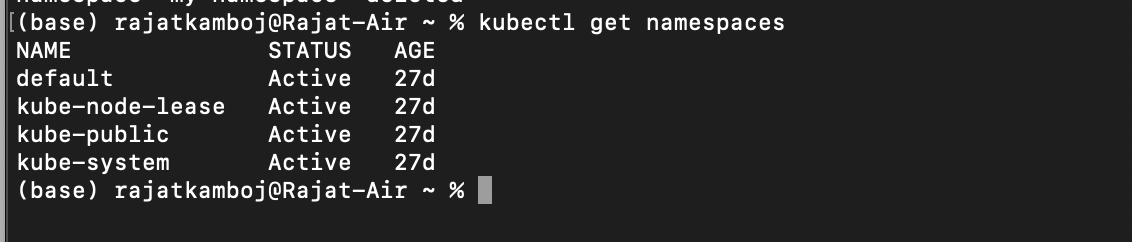 [(base) rajatkamboj@Rajat-Air ~ % kubectl get namespaces
NAME              STATUS   AGE
default           Active   27d
kube-node-lease   Active   27d
kube-public       Active   27d
kube-system       Active   27d
(base) rajatkamboj@Rajat-Air ~ %